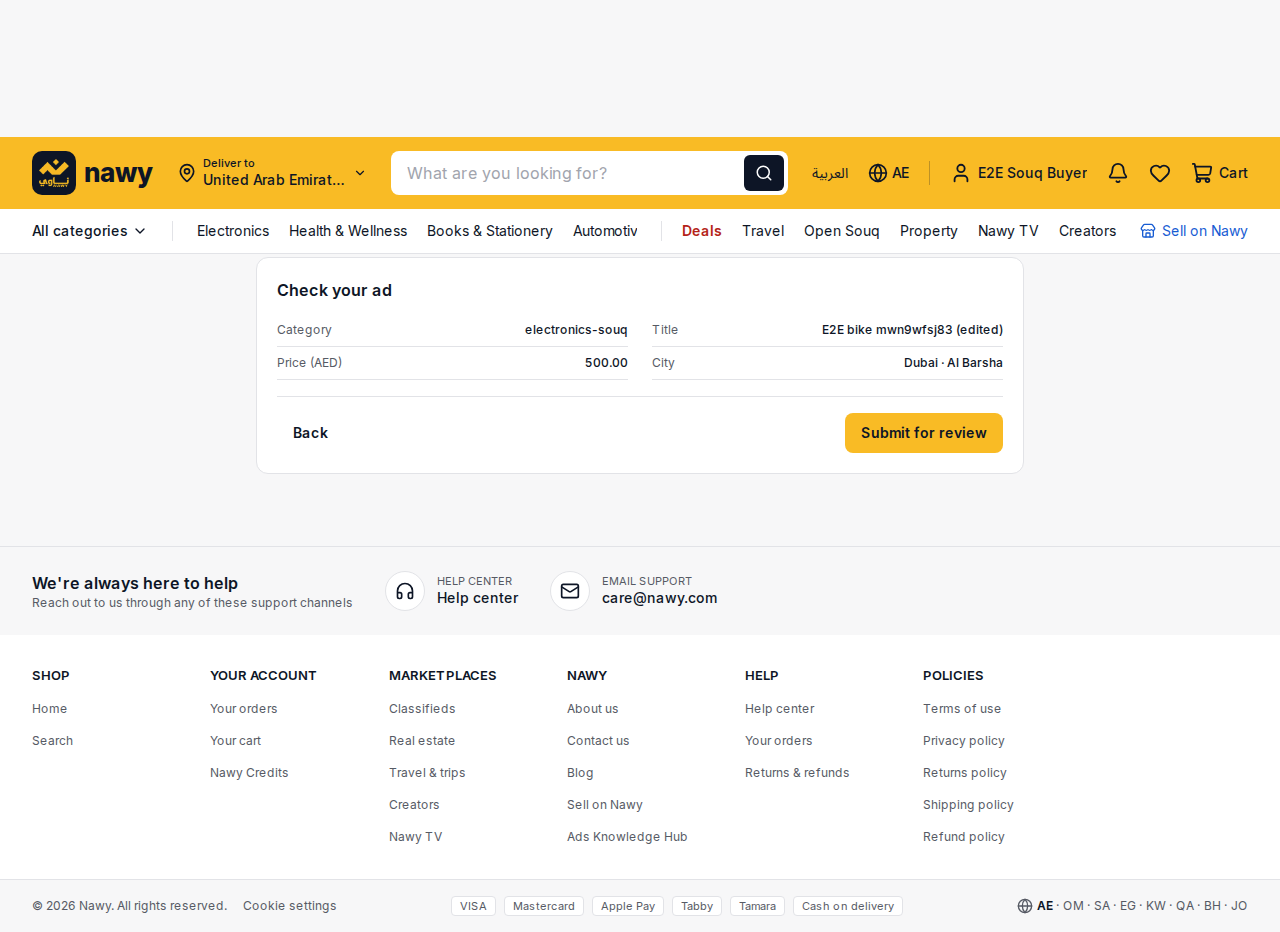 ناوي
NAWY
nawy
Deliver to
United Arab Emirat...
What are you looking for?
العربية
AE
E2E Souq Buyer
Cart
All categories
Electronics
Health & Wellness
Books & Stationery
Automotiv
Deals
Travel
Open Souq
Property
Nawy TV
Creators
Sell on Nawy
Check your ad
Category
electronics-souq
Title
E2E bike mwn9wfsj83 (edited)
Price (AED)
500.00
City
Dubai · Al Barsha
Back
Submit for review
We're always here to help
Reach out to us through any of these support channels
HELP CENTER
Help center
EMAIL SUPPORT
care@nawy.com
SHOP
Home
Search
YOUR ACCOUNT
Your orders
Your cart
Nawy Credits
MARKETPLACES
Classifieds
Real estate
Travel & trips
Creators
Nawy TV
NAWY
About us
Contact us
Blog
Sell on Nawy
Ads Knowledge Hub
HELP
Help center
Your orders
Returns & refunds
POLICIES
Terms of use
Privacy policy
Returns policy
Shipping policy
Refund policy
© 2026 Nawy. All rights reserved.
Cookie settings
VISA
Mastercard
Apple Pay
Tabby
Tamara
Cash on delivery
AE · OM · SA · EG · KW · QA · BH · JO